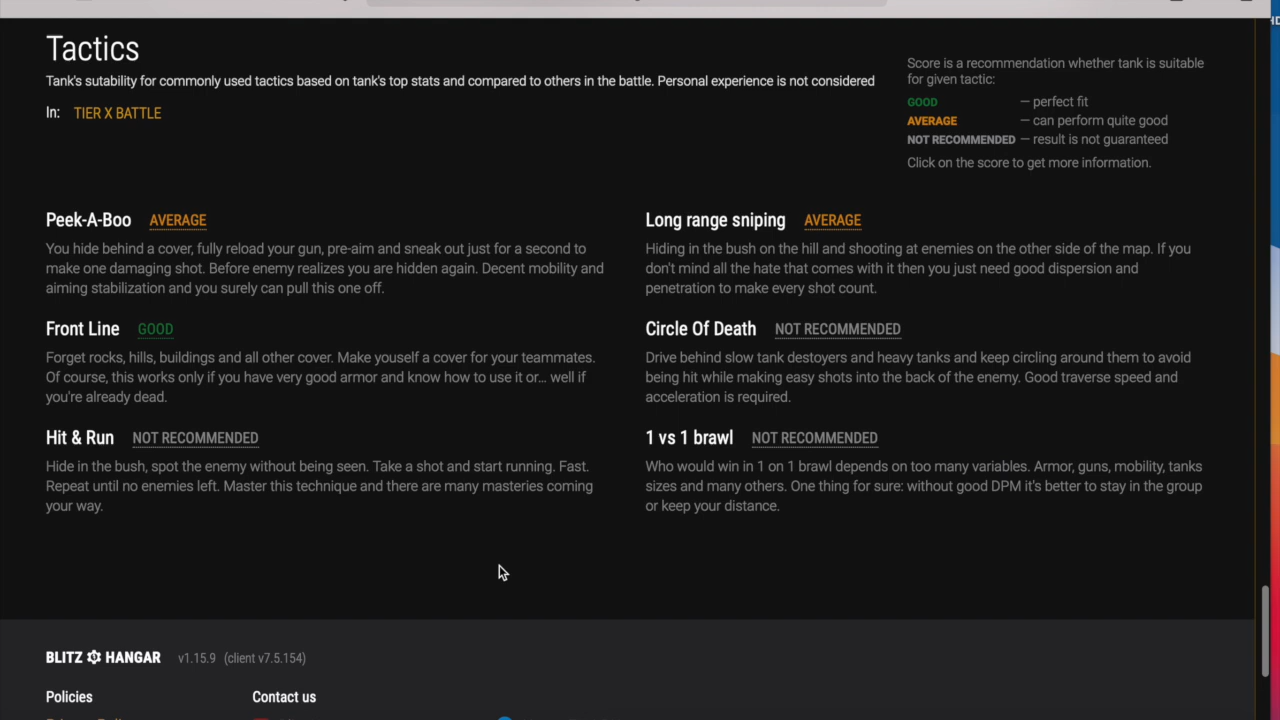 Tactics
Tank's sutability for commonly used tactics based on tank's top stats and compared to others in the battle. Personal experience is not considered
In: TIER X BATTLE
Score is a recommendation whether tank is suitable
for given tactic:
GOOD — perfect fit
AVERAGE — can perform quite good
NOT RECOMMENDED — result is not guaranteed
Click on the score to get more information.
Peek-A-Boo AVERAGE
You hide behind a cover, fully reload your gun, pre-aim and sneak out just for a second to
make one damaging shot. Before enemy realizes you are hidden again. Decent mobility and
aiming stabilization and you surely can pull this one off.
Long range sniping AVERAGE
Hiding in the bush on the hill and shooting at enemies on the other side of the map. If you
don't mind all the hate that comes with it then you just need good dispersion and
penetration to make every shot count.
Front Line GOOD
Forget rocks, hills, buildings and all other cover. Make youself a cover for your teammates.
Of course, this works only if you have very good armor and know how to use it or... well if
you're already dead.
Circle Of Death NOT RECOMMENDED
Drive behind slow tank destoyers and heavy tanks and keep circling around them to avoid
being hit while making easy shots into the back of the enemy. Good traverse speed and
acceleration is required.
Hit & Run NOT RECOMMENDED
Hide in the bush, spot the enemy without being seen. Take a shot and start running. Fast.
Repeat until no enemies left. Master this technique and there are many masteries coming
your way.
1 vs 1 brawl NOT RECOMMENDED
Who would win in 1 on 1 brawl depends on too many variables. Armor, guns, mobility, tanks
sizes and many others. One thing for sure: without good DPM it's better to stay in the group
or keep your distance.
BLITZ HANGAR v1.15.9 (client v7.5.154)
Policies
Contact us